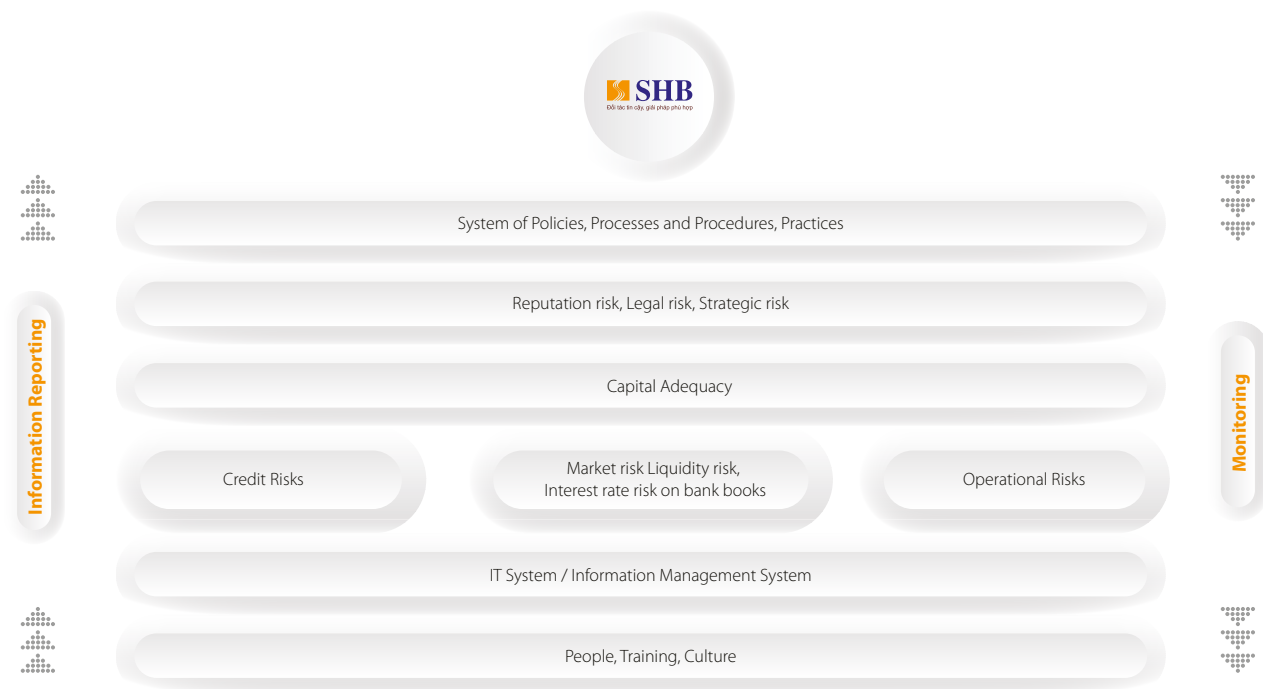 SHB
Đối tác tin cậy, giải pháp phù hợp
System of Policies, Processes and Procedures, Practices
Reputation risk, Legal risk, Strategic risk
Information Reporting
Capital Adequacy
Monitoring
Credit Risks
Market risk Liquidity risk,
Interest rate risk on bank books
Operational Risks
IT System / Information Management System
People, Training, Culture